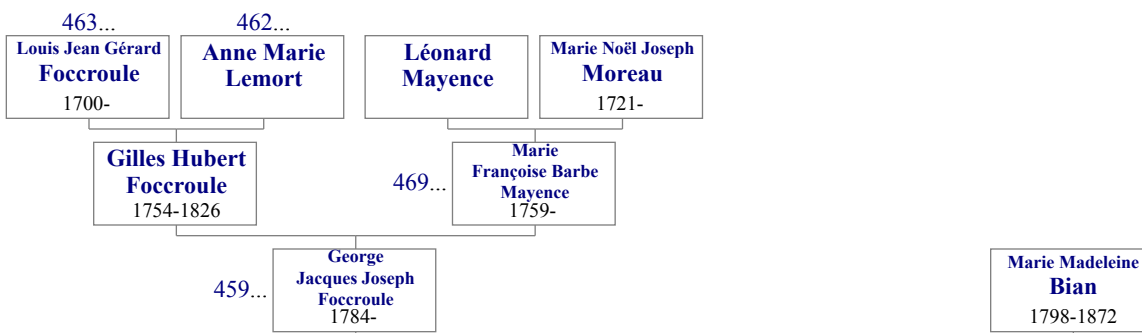 463... 462...
Louis Jean Gérard
Foccroule
1700-
Anne Marie
Lemort
Léonard
Mayence
Marie Noël Joseph
Moreau
1721-
Gilles Hubert
Foccroule
1754-1826
469...
Marie
Françoise Barbe
Mayence
1759-
459...
George
Jacques Joseph
Foccroule
1784-
Marie Madeleine
Bian
1798-1872